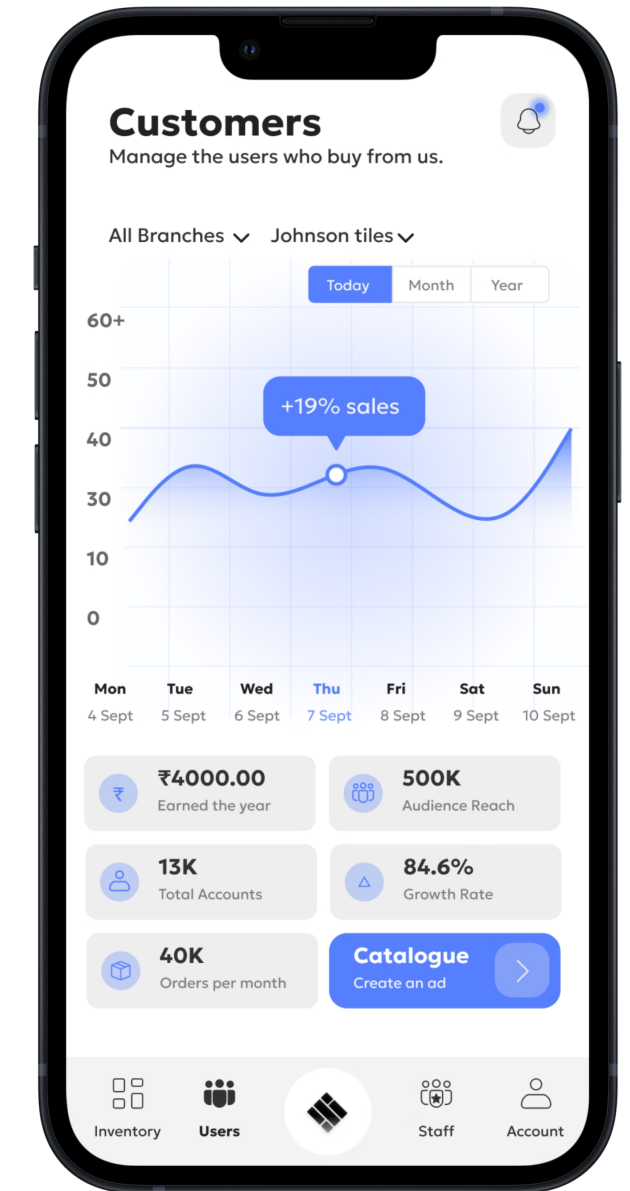 Customers
Manage the users who buy from us.
All Branches Johnson tiles
Today Month Year
60+
50
+19% sales
40
30
10
0
Mon Tue Wed Thu Fri Sat Sun
4 Sept 5 Sept 6 Sept 7 Sept 8 Sept 9 Sept 10 Sept
₹ ₹4000.00 500K
Earned the year Audience Reach
13K 84.6%
Total Accounts Growth Rate
40K Catalogue
Orders per month Create an ad
Inventory Users Staff Account